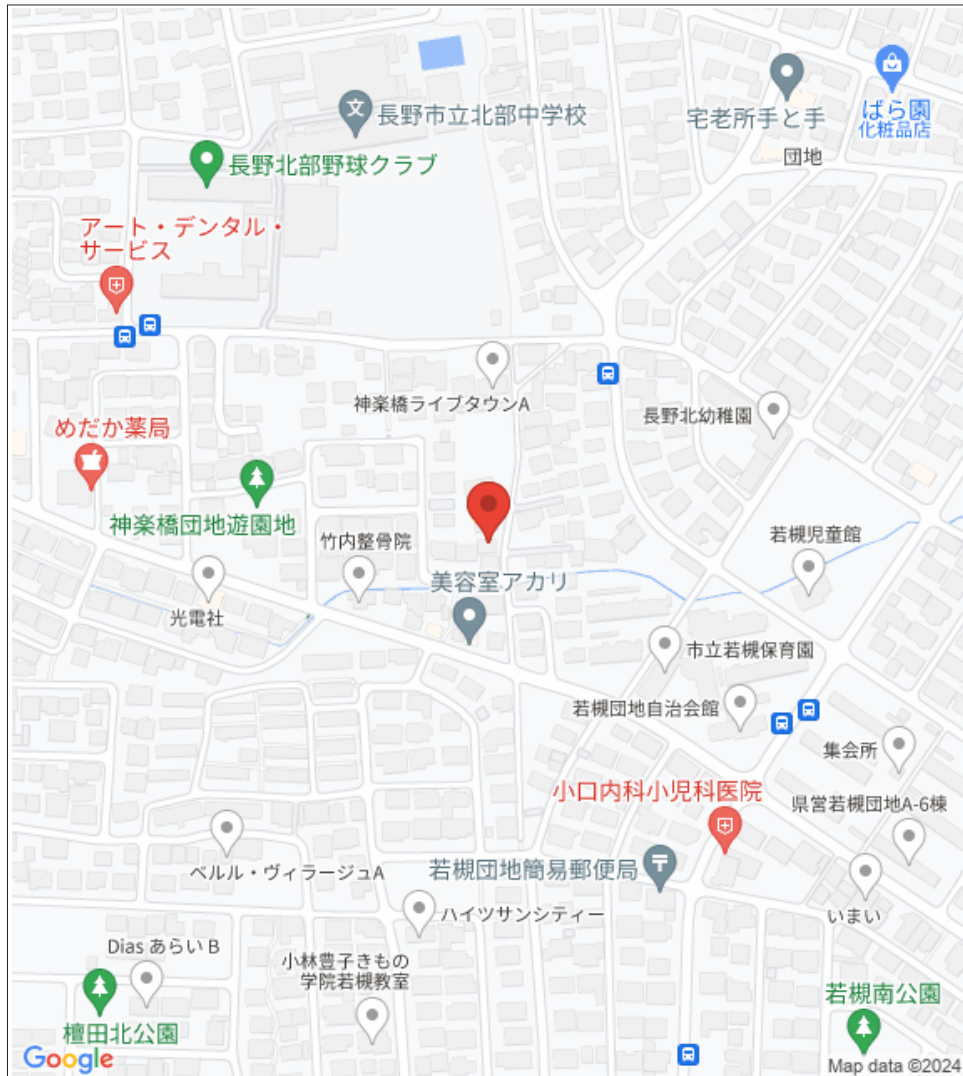 長野市立北部中学校
宅老所手と手
ばら園
化粧品店
団地
長野北部野球クラブ
アート・デンタル・
サービス
神楽橋ライブタウンA
長野北幼稚園
めだか薬局
神楽橋団地遊園地
竹内整骨院
若槻児童館
美容室アカリ
光電社
市立若槻保育園
若槻団地自治会館
集会所
小口内科小児科医院
県営若槻団地A-6棟
若槻団地簡易郵便局
ベルル・ヴィラージュA
ハイツサンシティー
いまい
Dias あらい B
小林豊子きもの
学院若槻教室
若槻南公園
檀田北公園
Google
Map data ©2024